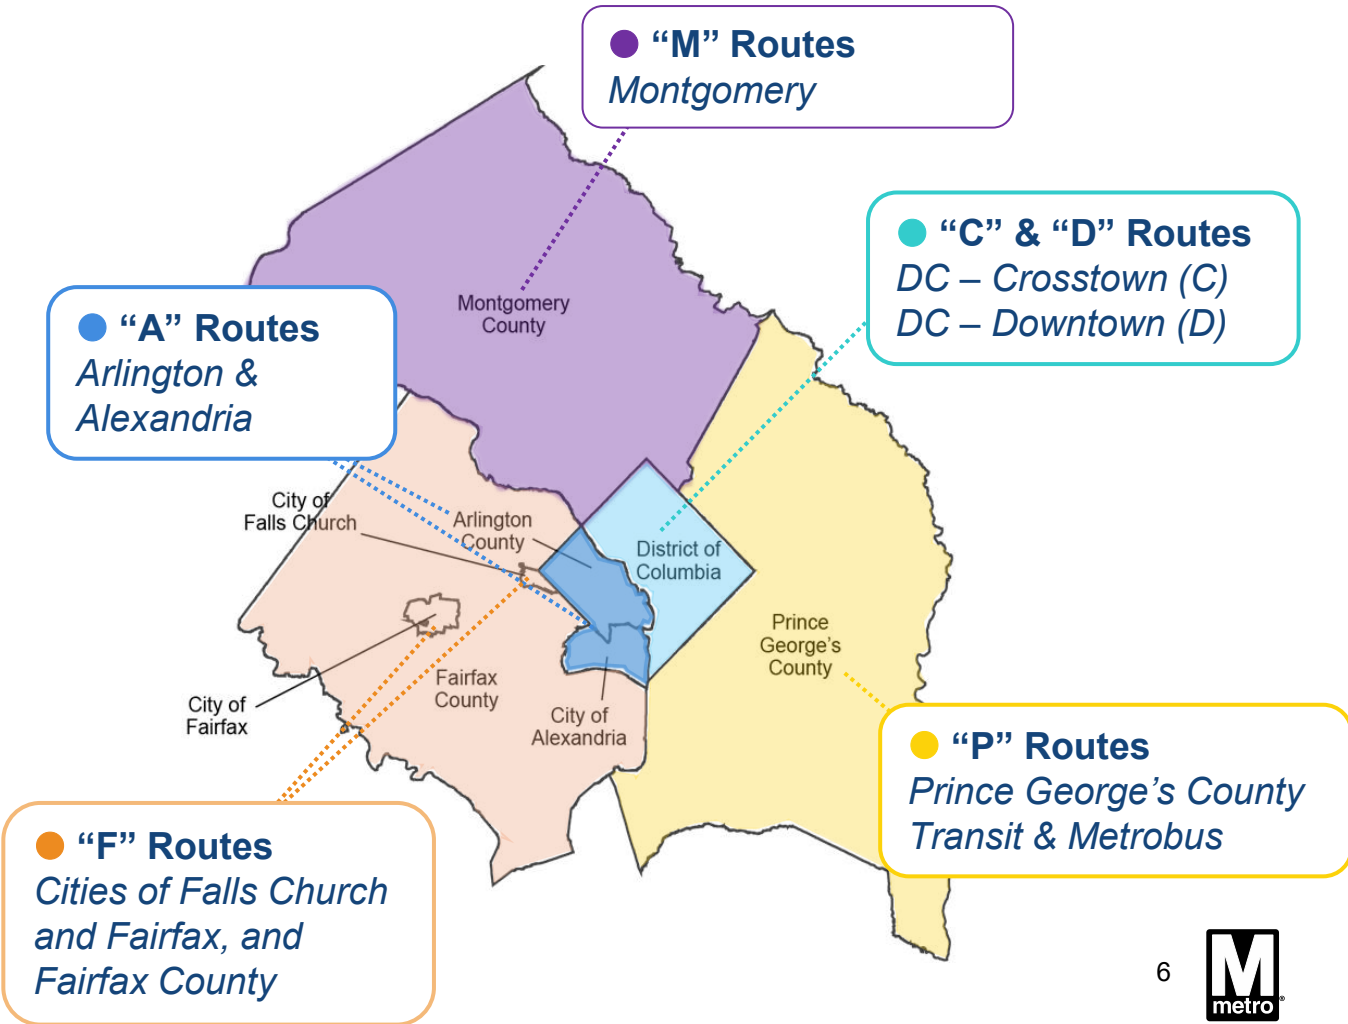 “M” Routes
Montgomery
“C” & “D” Routes
DC – Crosstown (C)
DC – Downtown (D)
“A” Routes
Arlington &
Alexandria
Montgomery
County
City of
Falls Church
Arlington
County
District of
Columbia
Prince
George’s
County
Fairfax
County
City of
Fairfax
City of
Alexandria
“P” Routes
Prince George’s County
Transit & Metrobus
“F” Routes
Cities of Falls Church
and Fairfax, and
Fairfax County
6
M
metro